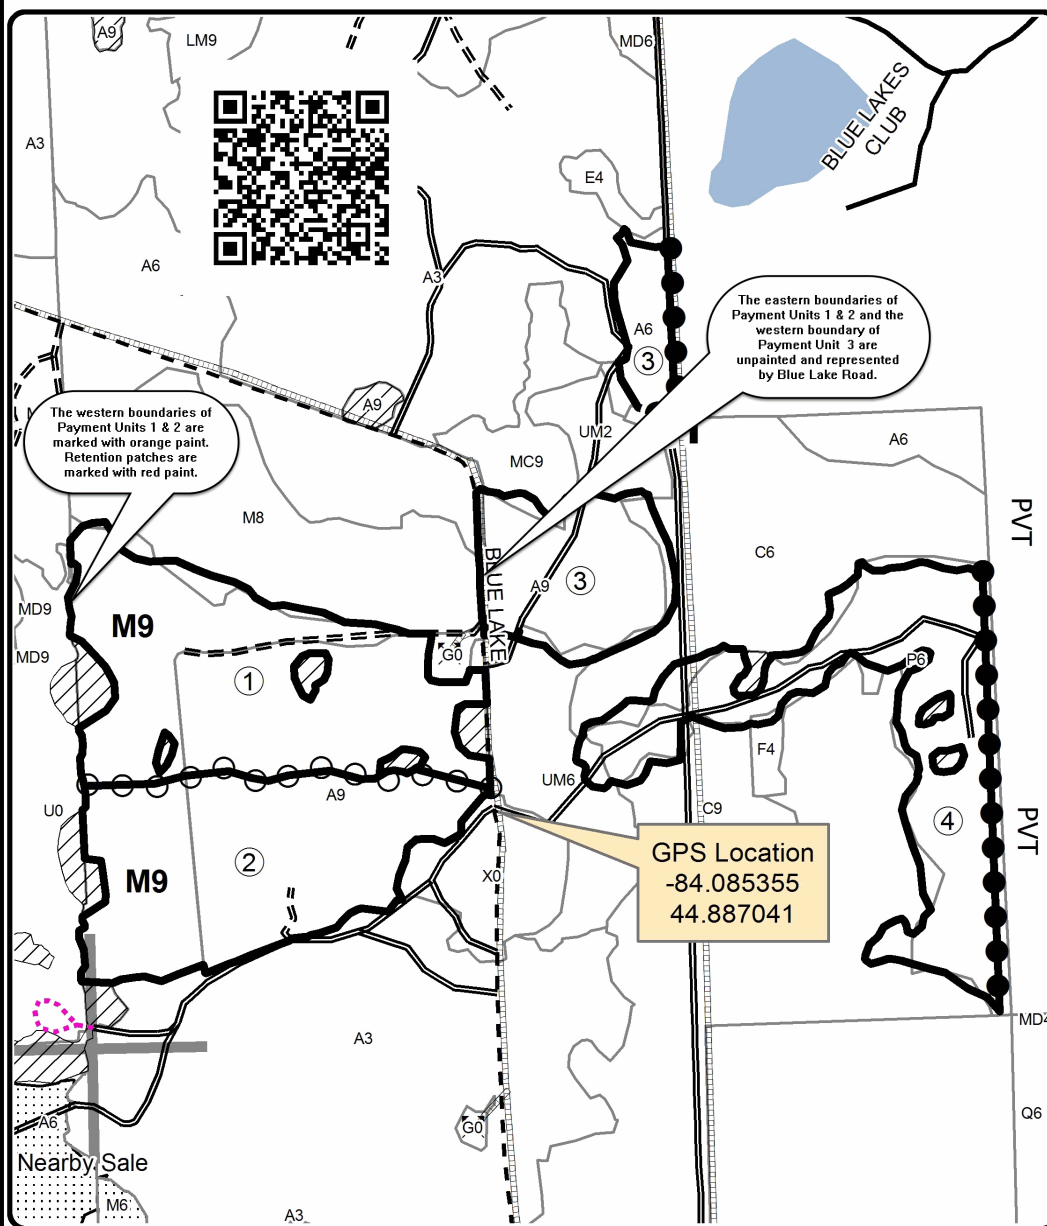 A9
LM9
MD6
BLUE LAKES
CLUB
A3
E4
A6
A3
The eastern boundaries of
Payment Units 1 & 2 and the
western boundary of
Payment Unit 3 are
unpainted and represented
by Blue Lake Road.
A6
3
A9
The western boundaries of
Payment Units 1 & 2 are
marked with orange paint.
Retention patches are
marked with red paint.
UM2
A6
MC9
PVT
M8
C6
BLUE LAKE
A9
3
MD9
M9
MD9
G0
P6
1
F4
UM6
U0
A9
C9
4
PVT
2
GPS Location
-84.085355
44.887041
M9
X0
A3
Q6
G0
A6
Nearby Sale
M6
A3